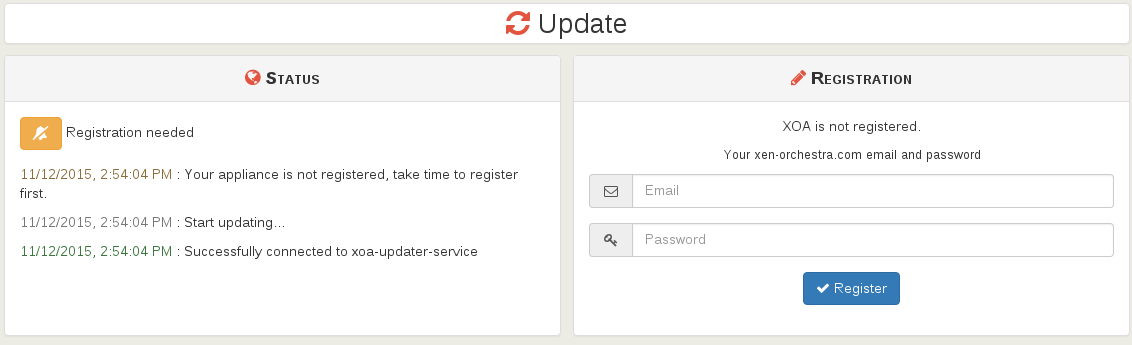 Update
Status
Registration needed
11/12/2015, 2:54:04 PM : Your appliance is not registered, take time to register
first.
11/12/2015, 2:54:04 PM : Start updating...
11/12/2015, 2:54:04 PM : Successfully connected to xoa-updater-service
Registration
XOA is not registered.
Your xen-orchestra.com email and password
Email
Password
Register